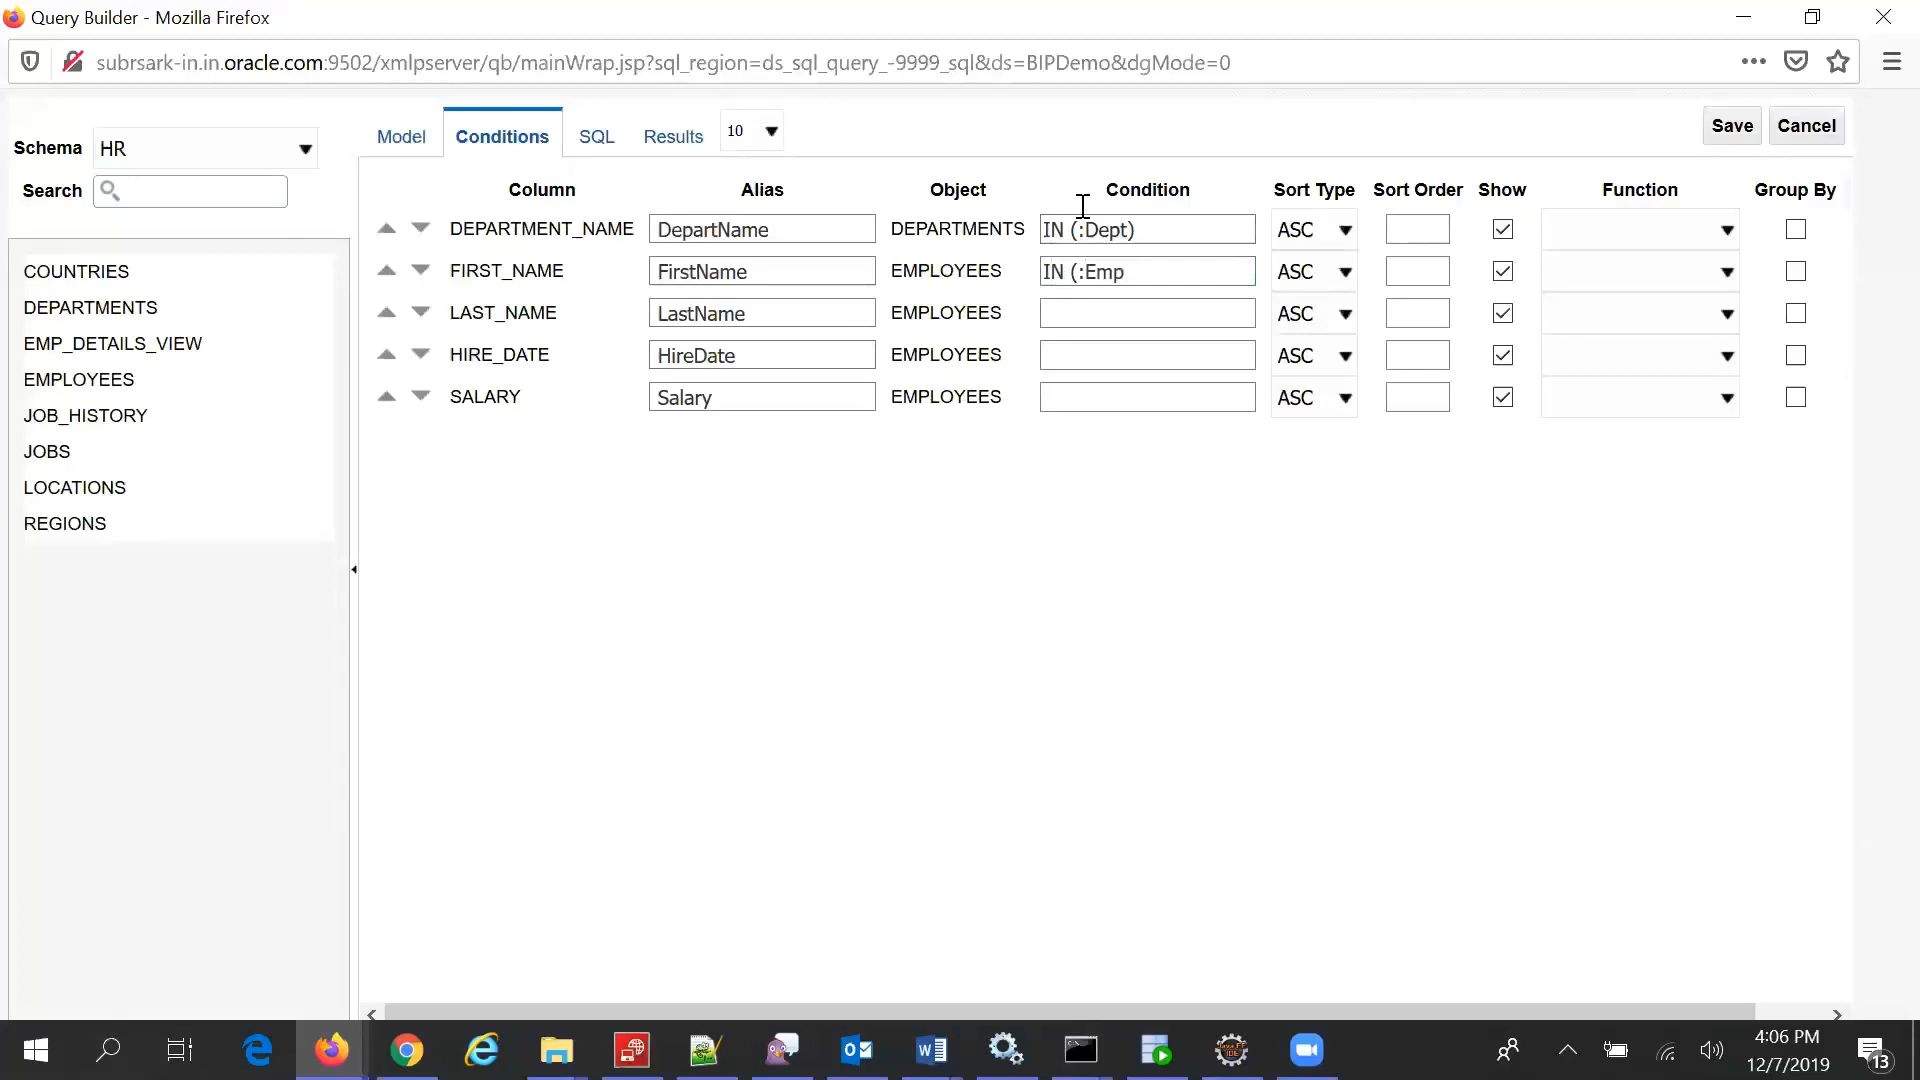 Query Builder - Mozilla Firefox
subrsark-in.in.oracle.com:9502/xmlpserver/qb/mainWrap.jsp?sql_region=ds_sql_query_-9999_sql&ds=BIPDemo&dgMode=0
Schema HR
Search
COUNTRIES
DEPARTMENTS
EMP_DETAILS_VIEW
EMPLOYEES
JOB_HISTORY
JOBS
LOCATIONS
REGIONS
Model Conditions SQL Results 10 Save Cancel
Column Alias Object Condition Sort Type Sort Order Show Function Group By
DEPARTMENT_NAME DepartName DEPARTMENTS IN (:Dept) ASC
FIRST_NAME FirstName EMPLOYEES IN (:Emp ASC
LAST_NAME LastName EMPLOYEES ASC
HIRE_DATE HireDate EMPLOYEES ASC
SALARY Salary EMPLOYEES ASC
4:06 PM
12/7/2019
13